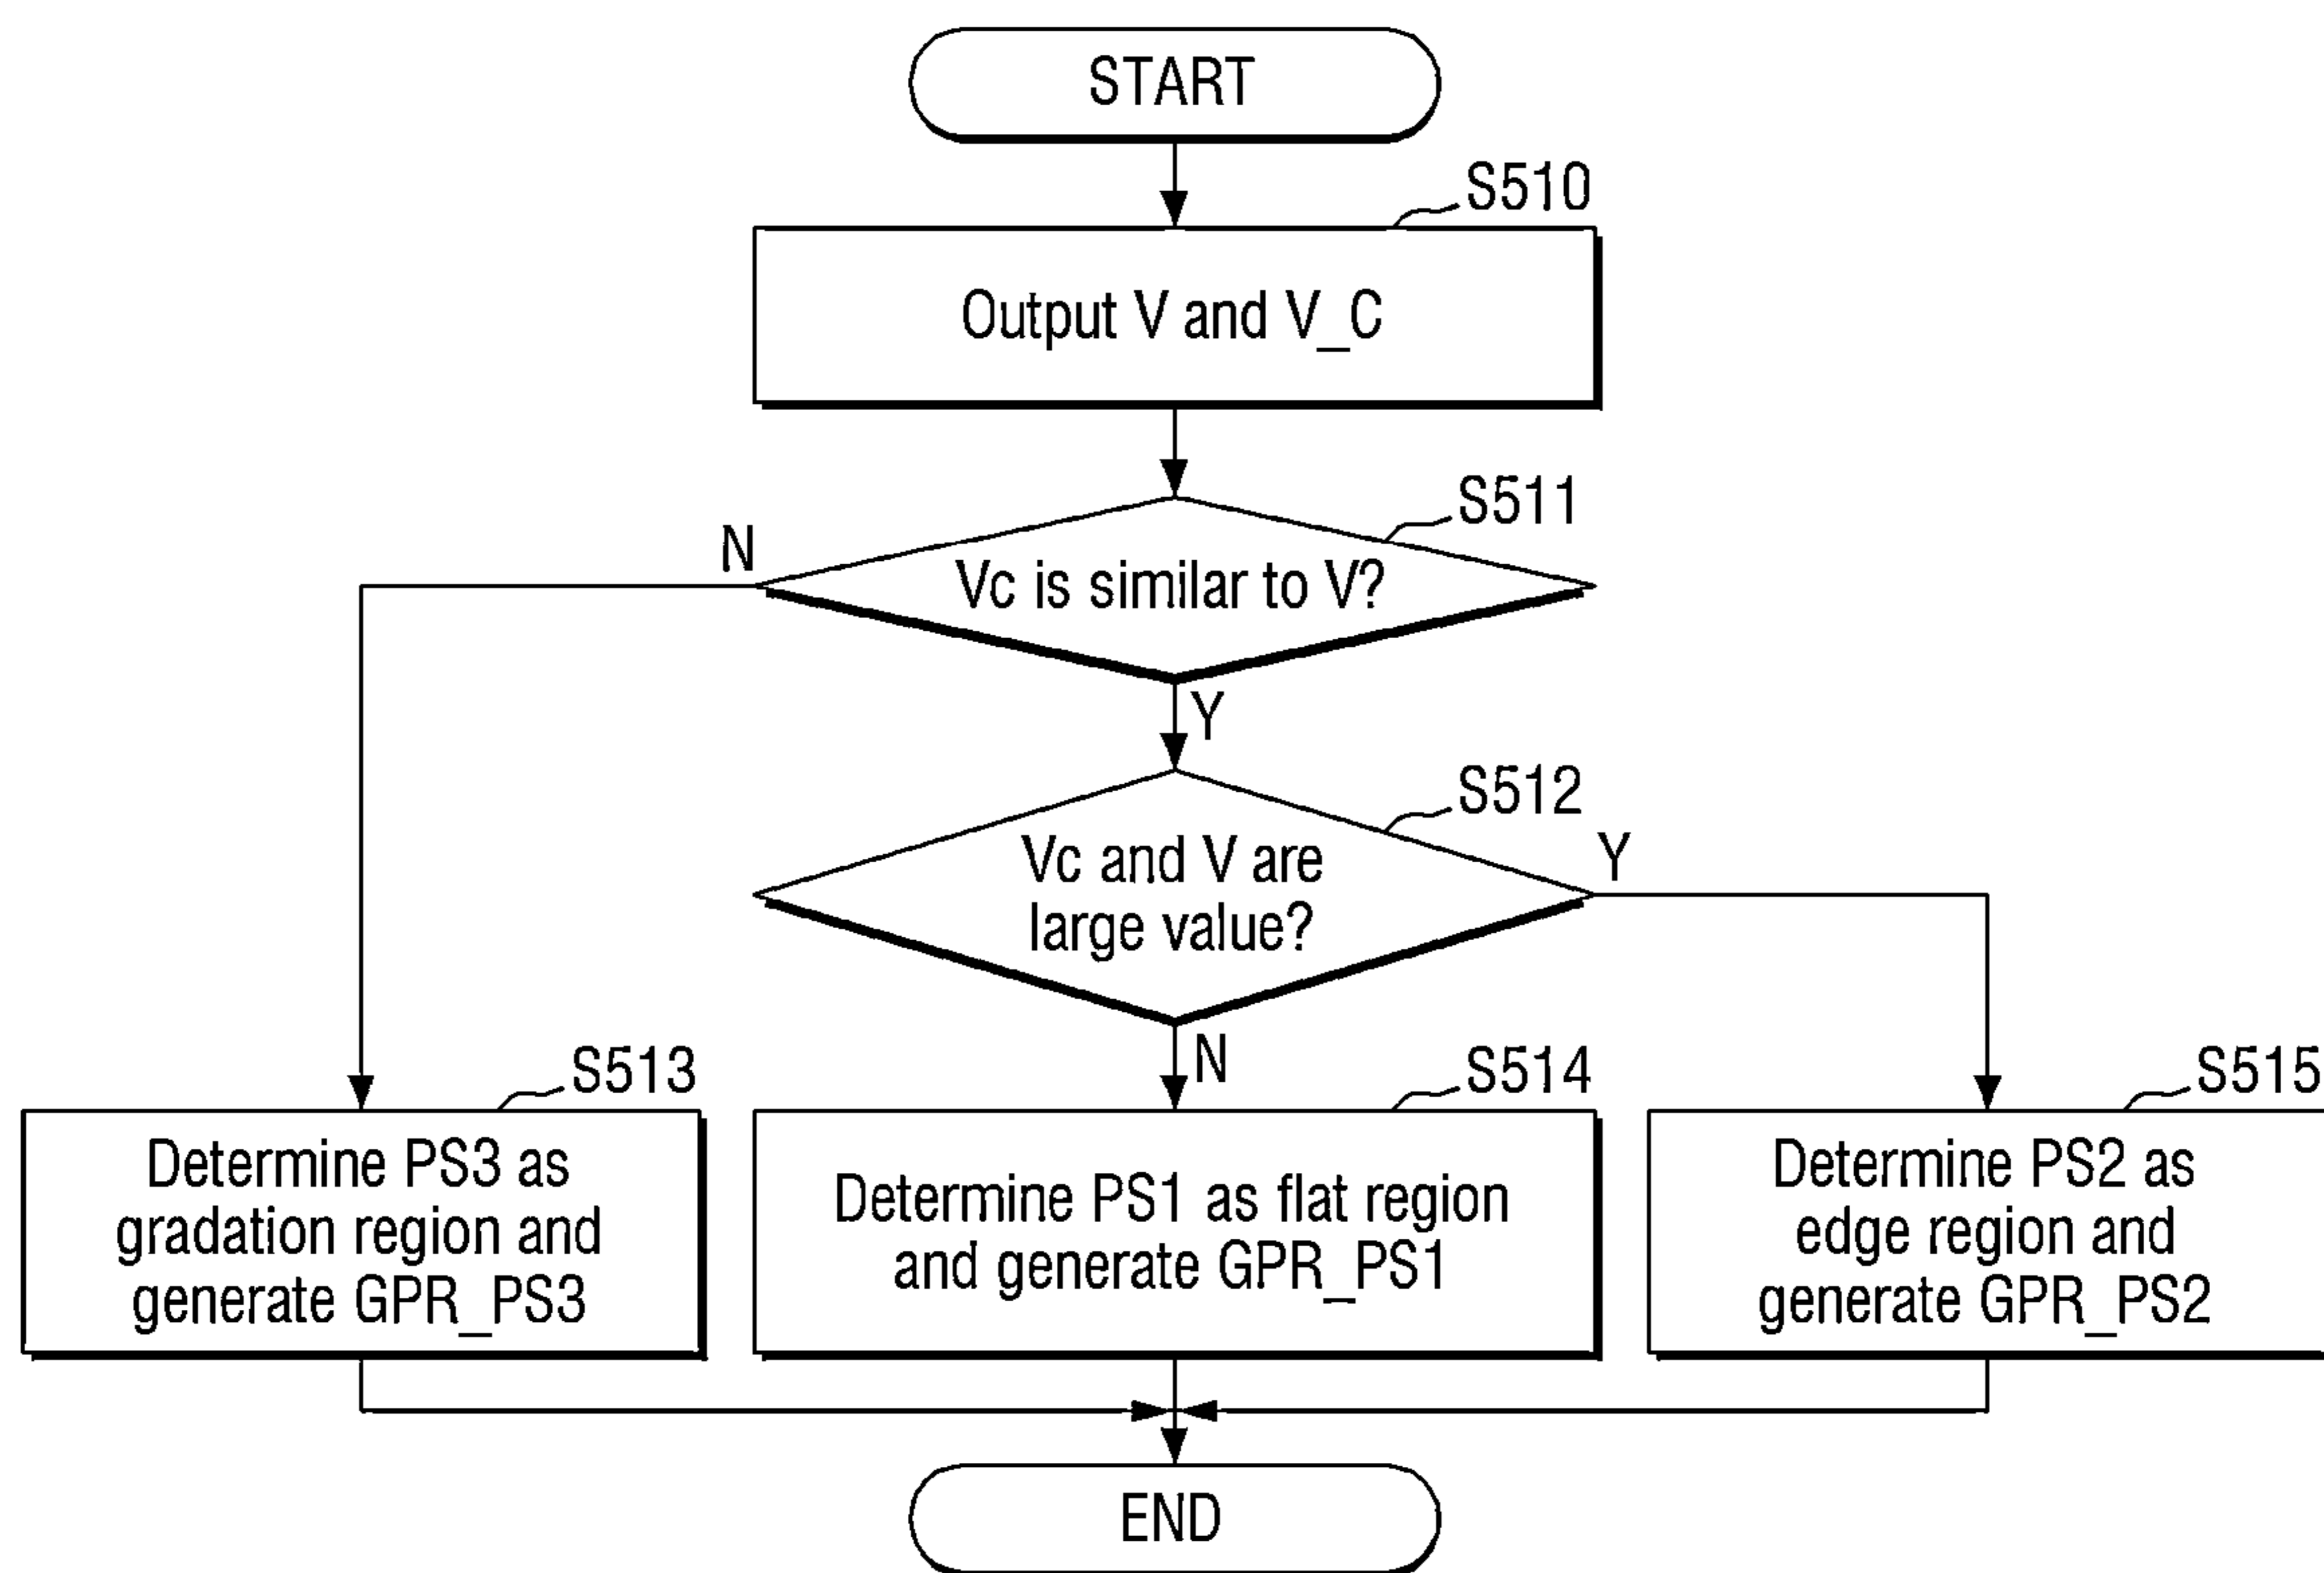 START
S510
Output V and V_C
S511
N
Vc is similar to V?
Y
S512
Y
Vc and V are
large value?
N
S513
S514
S515
Determine PS3 as
gradation region and
generate GPR_PS3
Determine PS1 as flat region
and generate GPR_PS1
Determine PS2 as
edge region and
generate GPR_PS2
END